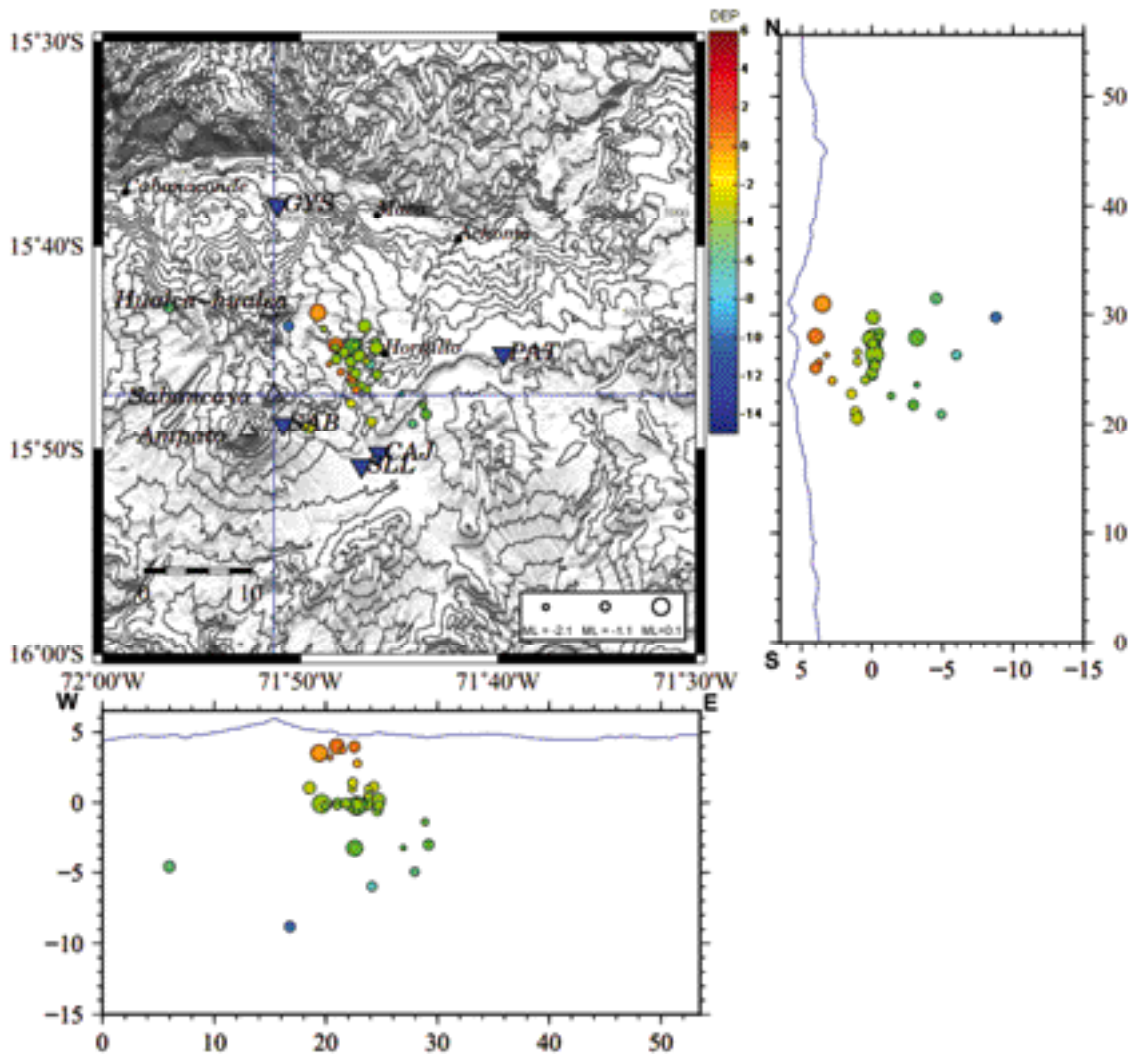 DEP
15°30'S
6
4
2
0
-2
-4
-6
-8
-10
-12
-14
GYS
15°40'S
Hualca-hualca
Hornillo
PAT
Sabancaya
SAB
Ampato
15°50'S
CAJ
SLL
0 10
ML = -2.1 ML = -1.1 ML=0.1
16°00'S
72°00'W 71°50'W 71°40'W 71°30'W
N
50
40
30
20
10
0
S
5 0 -5 -10 -15
W E
5
0
-5
-10
-15
0 10 20 30 40 50